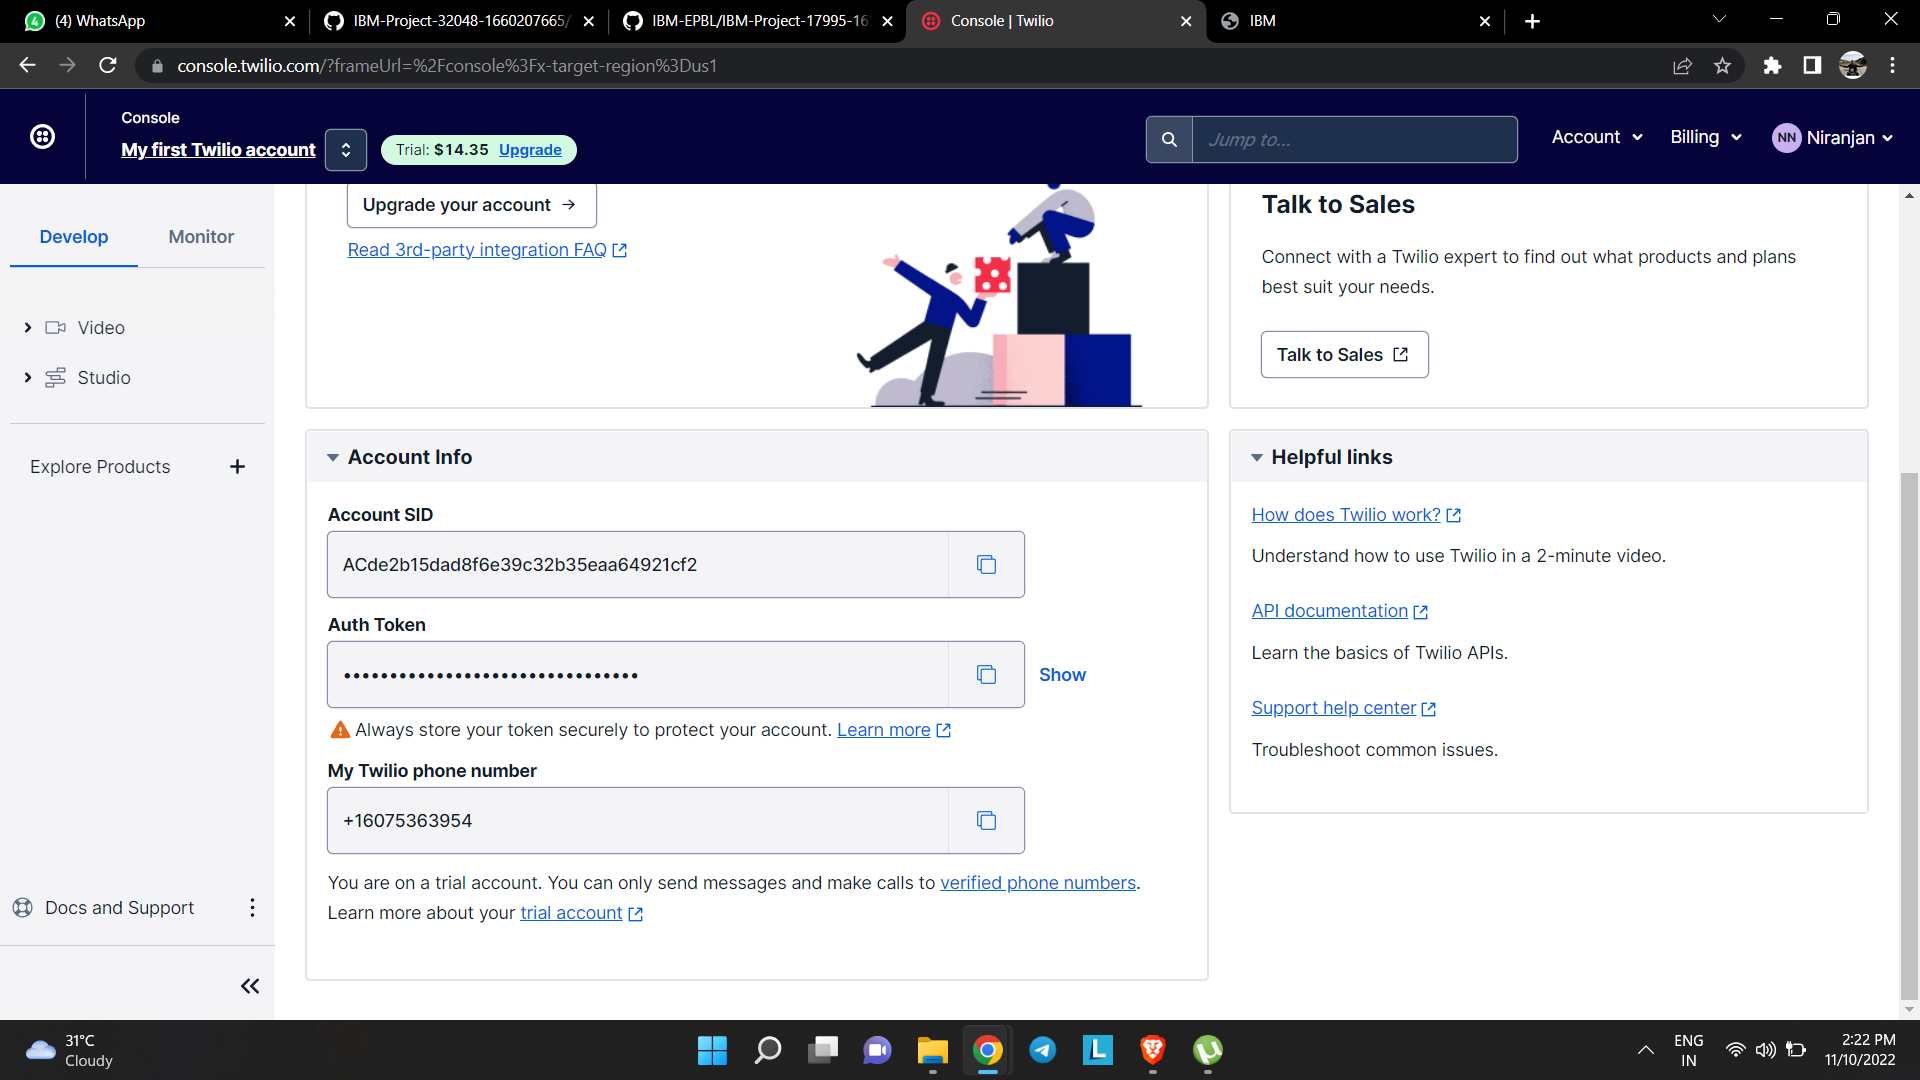 (4) WhatsApp
IBM-Project-32048-1660207665/
IBM-EPBL/IBM-Project-17995-16
Console | Twilio
IBM
console.twilio.com/?frameUrl=%2Fconsole%3Fx-target-region%3Dus1
Console
My first Twilio account
Trial: $14.35 Upgrade
Jump to...
Account
Billing
NN Niranjan
Develop
Monitor
Video
Studio
Explore Products
Docs and Support
Upgrade your account →
Read 3rd-party integration FAQ
Talk to Sales
Connect with a Twilio expert to find out what products and plans
best suit your needs.
Talk to Sales
Account Info
Account SID
ACde2b15dad8f6e39c32b35eaa64921cf2
Auth Token
••••••••••••••••••••••••••••••••
Show
Always store your token securely to protect your account. Learn more
My Twilio phone number
+16075363954
You are on a trial account. You can only send messages and make calls to verified phone numbers.
Learn more about your trial account
Helpful links
How does Twilio work?
Understand how to use Twilio in a 2-minute video.
API documentation
Learn the basics of Twilio APIs.
Support help center
Troubleshoot common issues.
31°C
Cloudy
L
ENG
IN
2:22 PM
11/10/2022